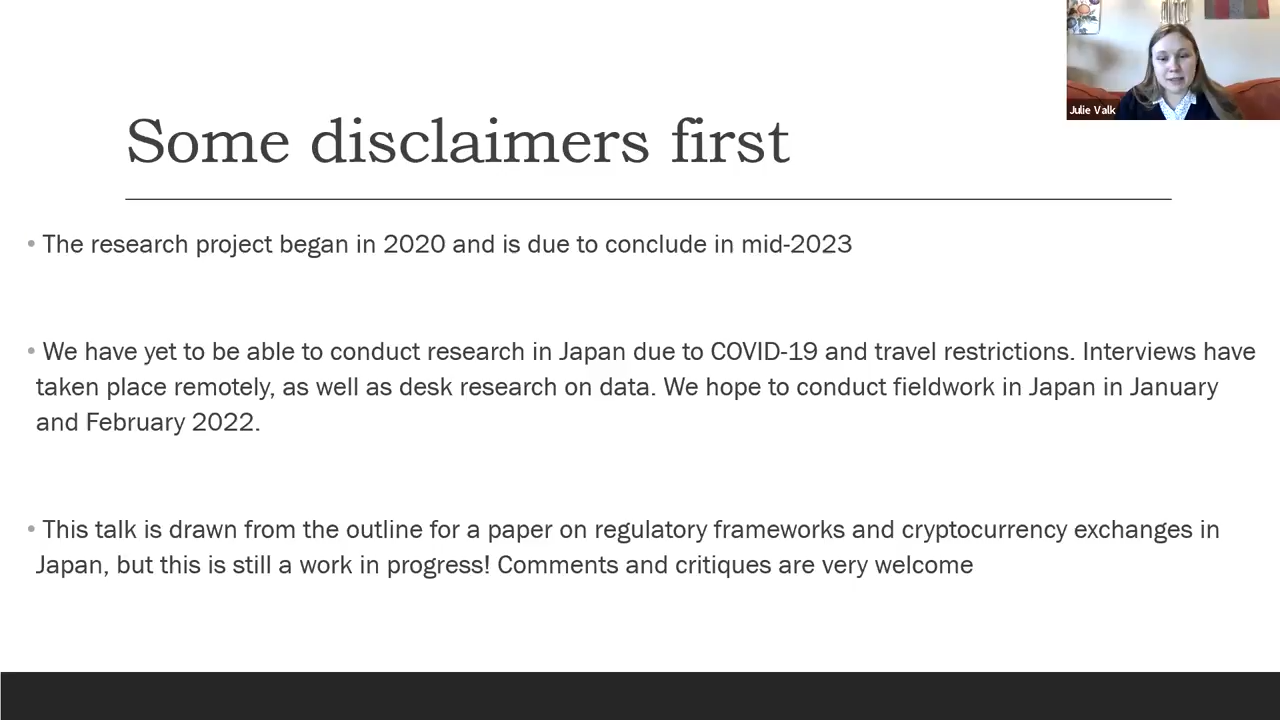 Julie Valk
Some disclaimers first
• The research project began in 2020 and is due to conclude in mid-2023
• We have yet to be able to conduct research in Japan due to COVID-19 and travel restrictions. Interviews have
taken place remotely, as well as desk research on data. We hope to conduct fieldwork in Japan in January
and February 2022.
• This talk is drawn from the outline for a paper on regulatory frameworks and cryptocurrency exchanges in
Japan, but this is still a work in progress! Comments and critiques are very welcome